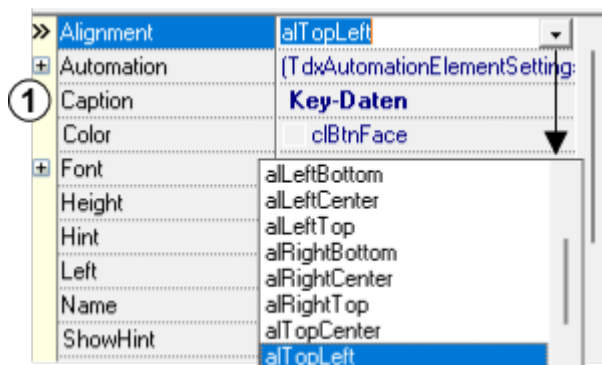 Alignment alTopLeft
Automation (TdxAutomationElementSetting
1 Caption Key-Daten
Color clBtnFace
Font
Height
Hint
Left
Name
ShowHint
alLeftBottom
alLeftCenter
alLeftTop
alRightBottom
alRightCenter
alRightTop
alTopCenter
alTopLeft